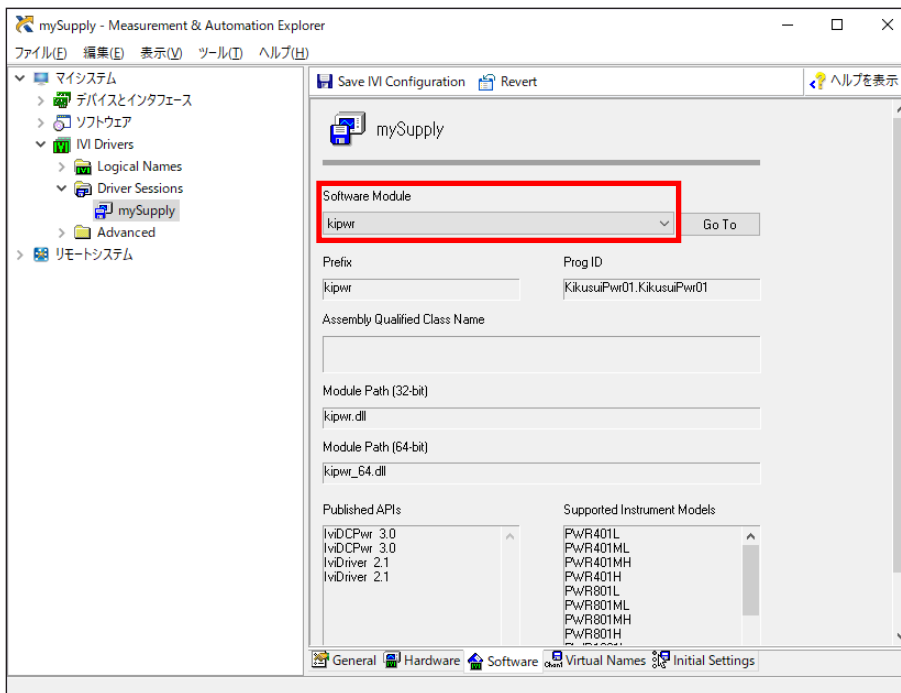 mySupply - Measurement & Automation Explorer
ファイル(F) 編集(E) 表示(V) ツール(T) ヘルプ(H)
マイシステム
デバイスとインタフェース
ソフトウェア
IVI Drivers
Logical Names
Driver Sessions
mySupply
Advanced
リモートシステム
Save IVI Configuration Revert ヘルプを表示
mySupply
Software Module
kipwr Go To
Prefix Prog ID
kipwr KikusuiPwr01.KikusuiPwr01
Assembly Qualified Class Name
Module Path (32-bit)
kipwr.dll
Module Path (64-bit)
kipwr_64.dll
Published APIs Supported Instrument Models
IviDCPwr 3.0 PWR401L
IviDCPwr 3.0 PWR401ML
IviDriver 2.1 PWR401MH
IviDriver 2.1 PWR401H
PWR801L
PWR801ML
PWR801MH
PWR801H
General Hardware Software Virtual Names Initial Settings